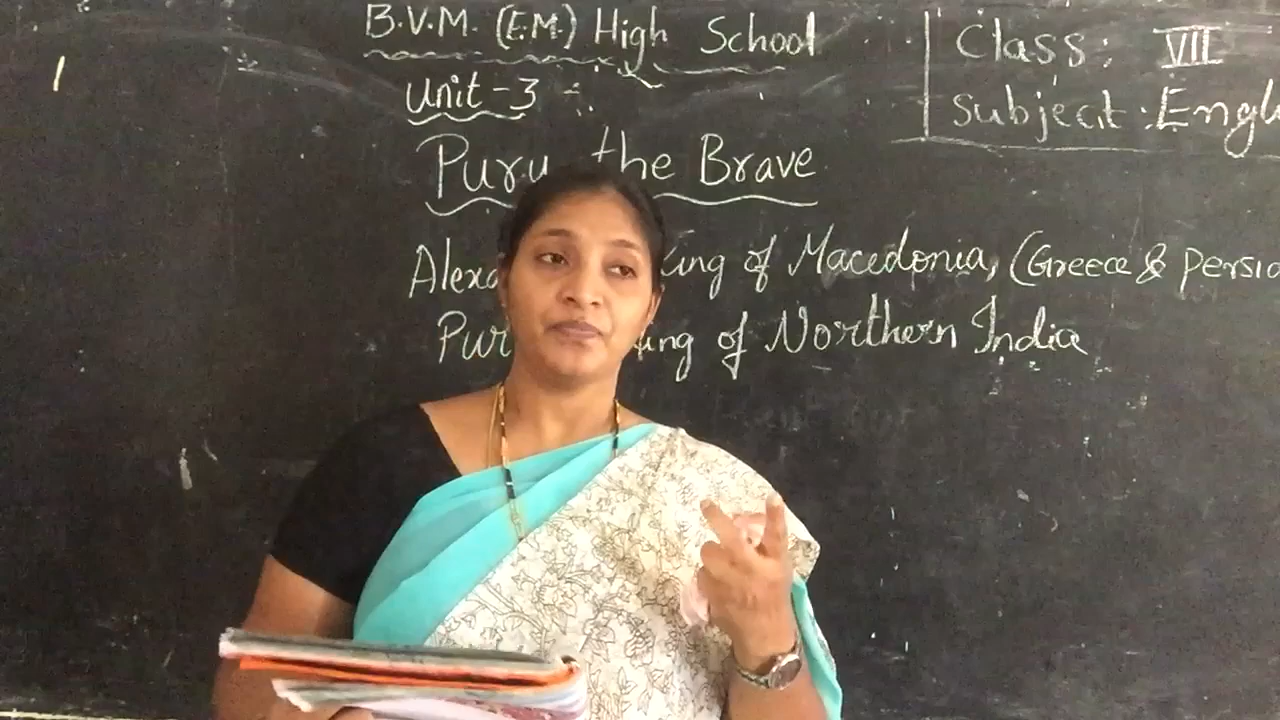 B.V.M. (E.M.) High School
Class: VII
Unit-3 :
Subject: Engl
Puru the Brave
Alexa King of Macedonia, (Greece & Persia
Pur King of Northern India